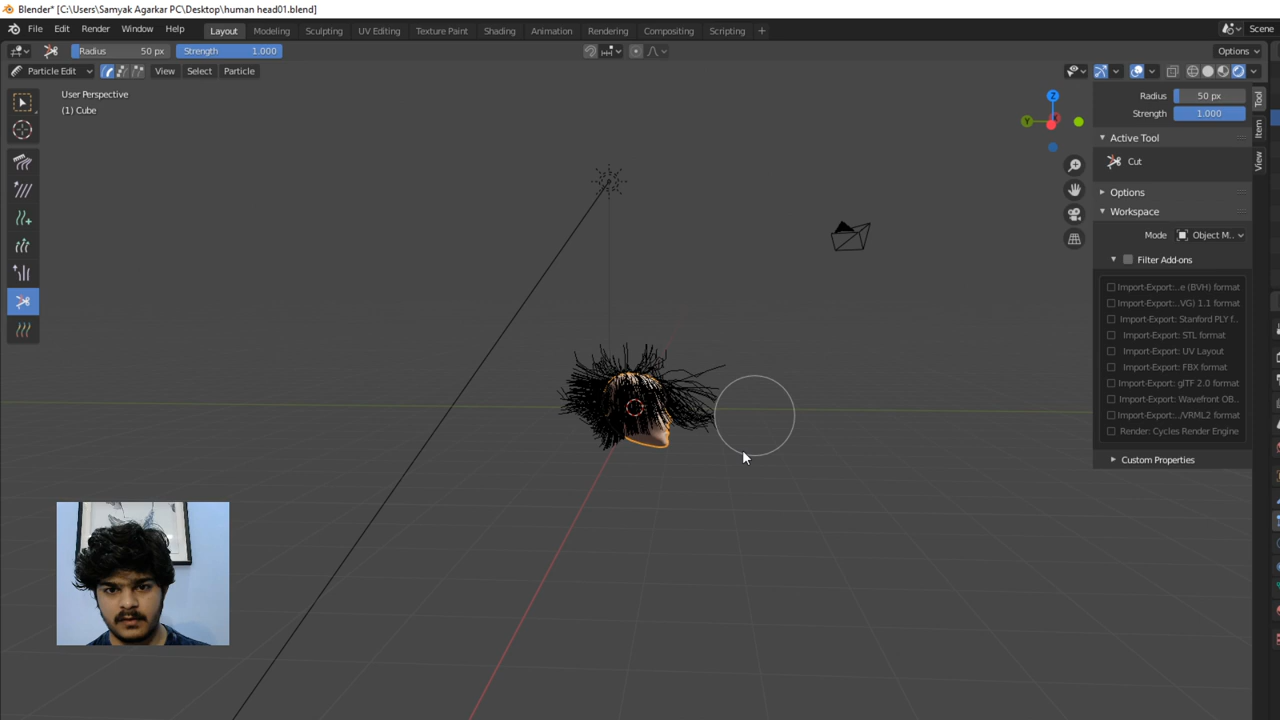 Blender* [C:\Users\Samyak Agarkar PC\Desktop\human head01.blend]
File Edit Render Window Help Layout Modeling Sculpting UV Editing Texture Paint Shading Animation Rendering Compositing Scripting + Scene
Radius 50 px Strength 1.000 Options
Particle Edit View Select Particle
User Perspective
(1) Cube
Z
Y
Radius 50 px
Strength 1.000
Tool
Item
View
Active Tool
Cut
Options
Workspace
Mode Object M..
Filter Add-ons
Import-Export:...e (BVH) format
Import-Export:...VG) 1.1 format
Import-Export: Stanford PLY f...
Import-Export: STL format
Import-Export: UV Layout
Import-Export: FBX format
Import-Export: glTF 2.0 format
Import-Export: Wavefront OB...
Import-Export:.../VRML2 format
Render: Cycles Render Engine
Custom Properties